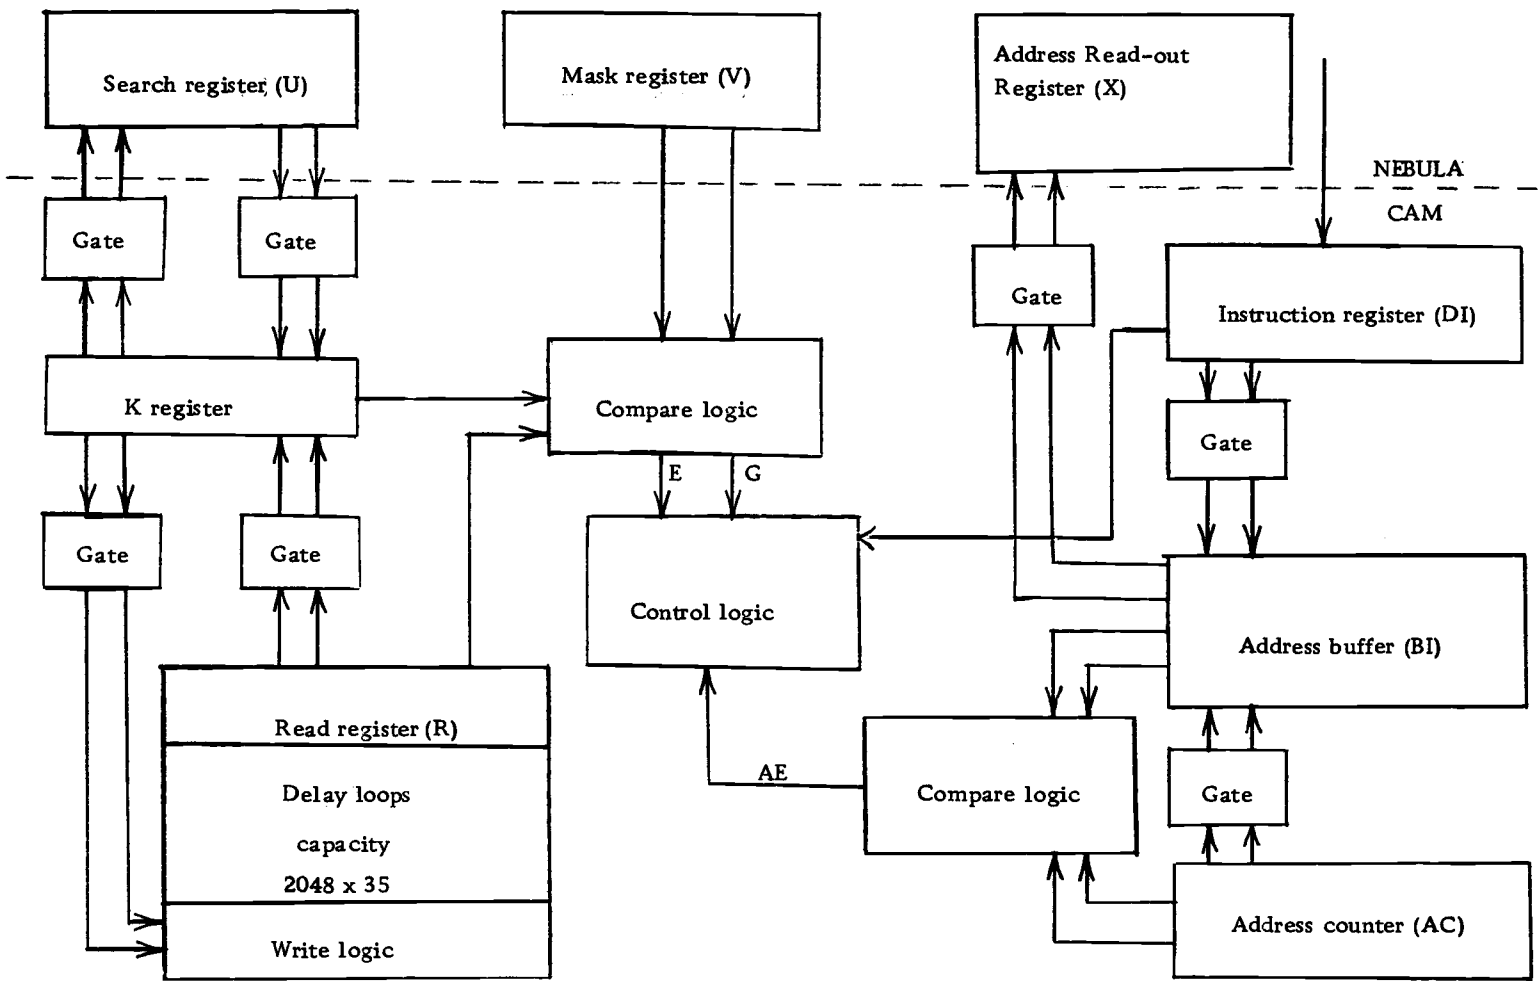 Search register (U)
Mask register (V)
Address Read-out
Register (X)
NEBULA
CAM
Gate
Gate
Gate
Instruction register (DI)
K register
Compare logic
Gate
E
G
Gate
Gate
Control logic
Address buffer (BI)
Read register (R)
AE
Delay loops
capacity
2048 x 35
Compare logic
Gate
Write logic
Address counter (AC)